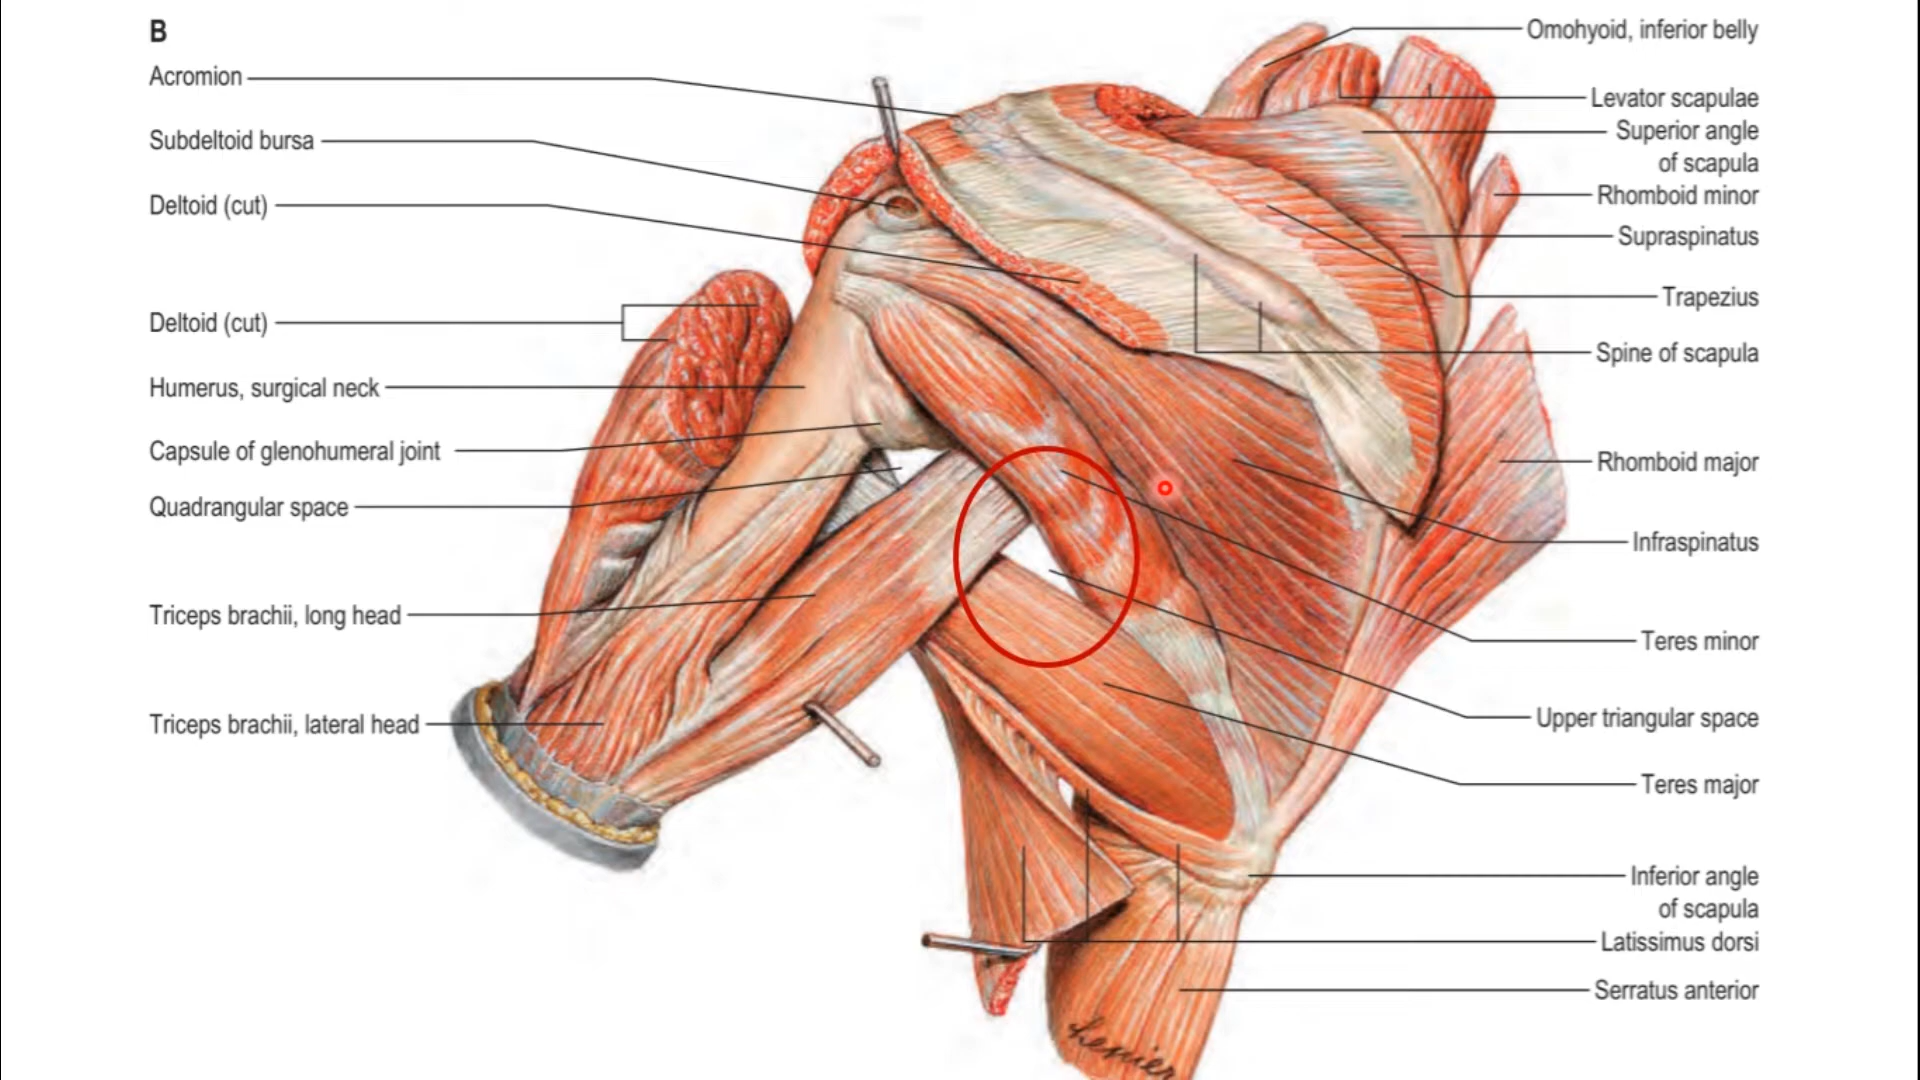 B
Acromion
Subdeltoid bursa
Deltoid (cut)
Deltoid (cut)
Humerus, surgical neck
Capsule of glenohumeral joint
Quadrangular space
Triceps brachii, long head
Triceps brachii, lateral head
Omohyoid, inferior belly
Levator scapulae
Superior angle
of scapula
Rhomboid minor
Supraspinatus
Trapezius
Spine of scapula
Rhomboid major
Infraspinatus
Teres minor
Upper triangular space
Teres major
Inferior angle
of scapula
Latissimus dorsi
Serratus anterior